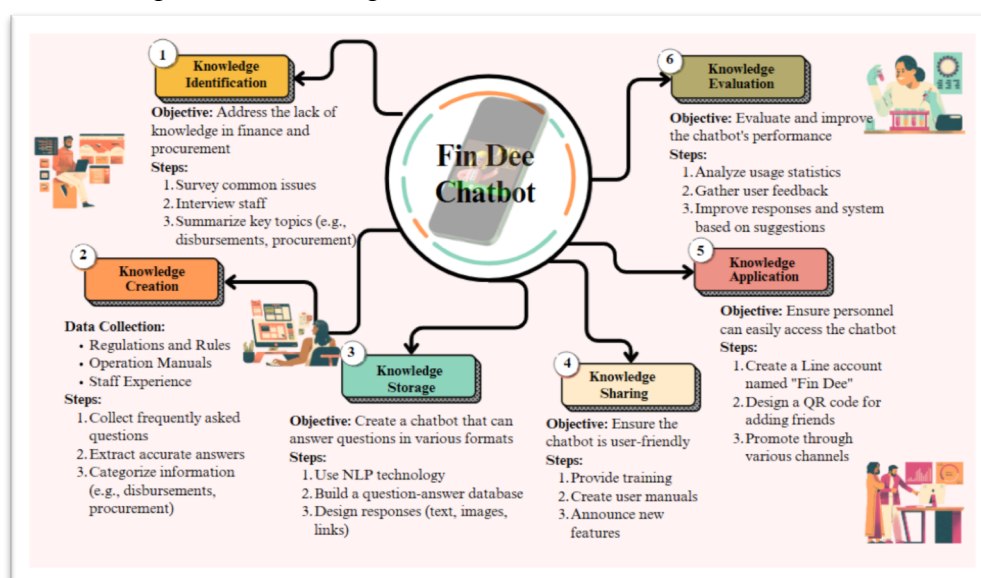 Fin Dee
Chatbot
1
Knowledge
Identification
Objective: Address the lack of
knowledge in finance and
procurement
Steps:
1. Survey common issues
2. Interview staff
3. Summarize key topics (e.g.,
disbursements, procurement)
2
Knowledge
Creation
Data Collection:
• Regulations and Rules
• Operation Manuals
• Staff Experience
Steps:
1. Collect frequently asked
questions
2. Extract accurate answers
3. Categorize information
(e.g., disbursements,
procurement)
3
Knowledge
Storage
Objective: Create a chatbot that can
answer questions in various formats
Steps:
1. Use NLP technology
2. Build a question-answer database
3. Design responses (text, images,
links)
4
Knowledge
Sharing
Objective: Ensure the
chatbot is user-friendly
Steps:
1. Provide training
2. Create user manuals
3. Announce new
features
5
Knowledge
Application
Objective: Ensure personnel
can easily access the chatbot
Steps:
1. Create a Line account
named "Fin Dee"
2. Design a QR code for
adding friends
3. Promote through
various channels
6
Knowledge
Evaluation
Objective: Evaluate and improve
the chatbot's performance
Steps:
1. Analyze usage statistics
2. Gather user feedback
3. Improve responses and system
based on suggestions